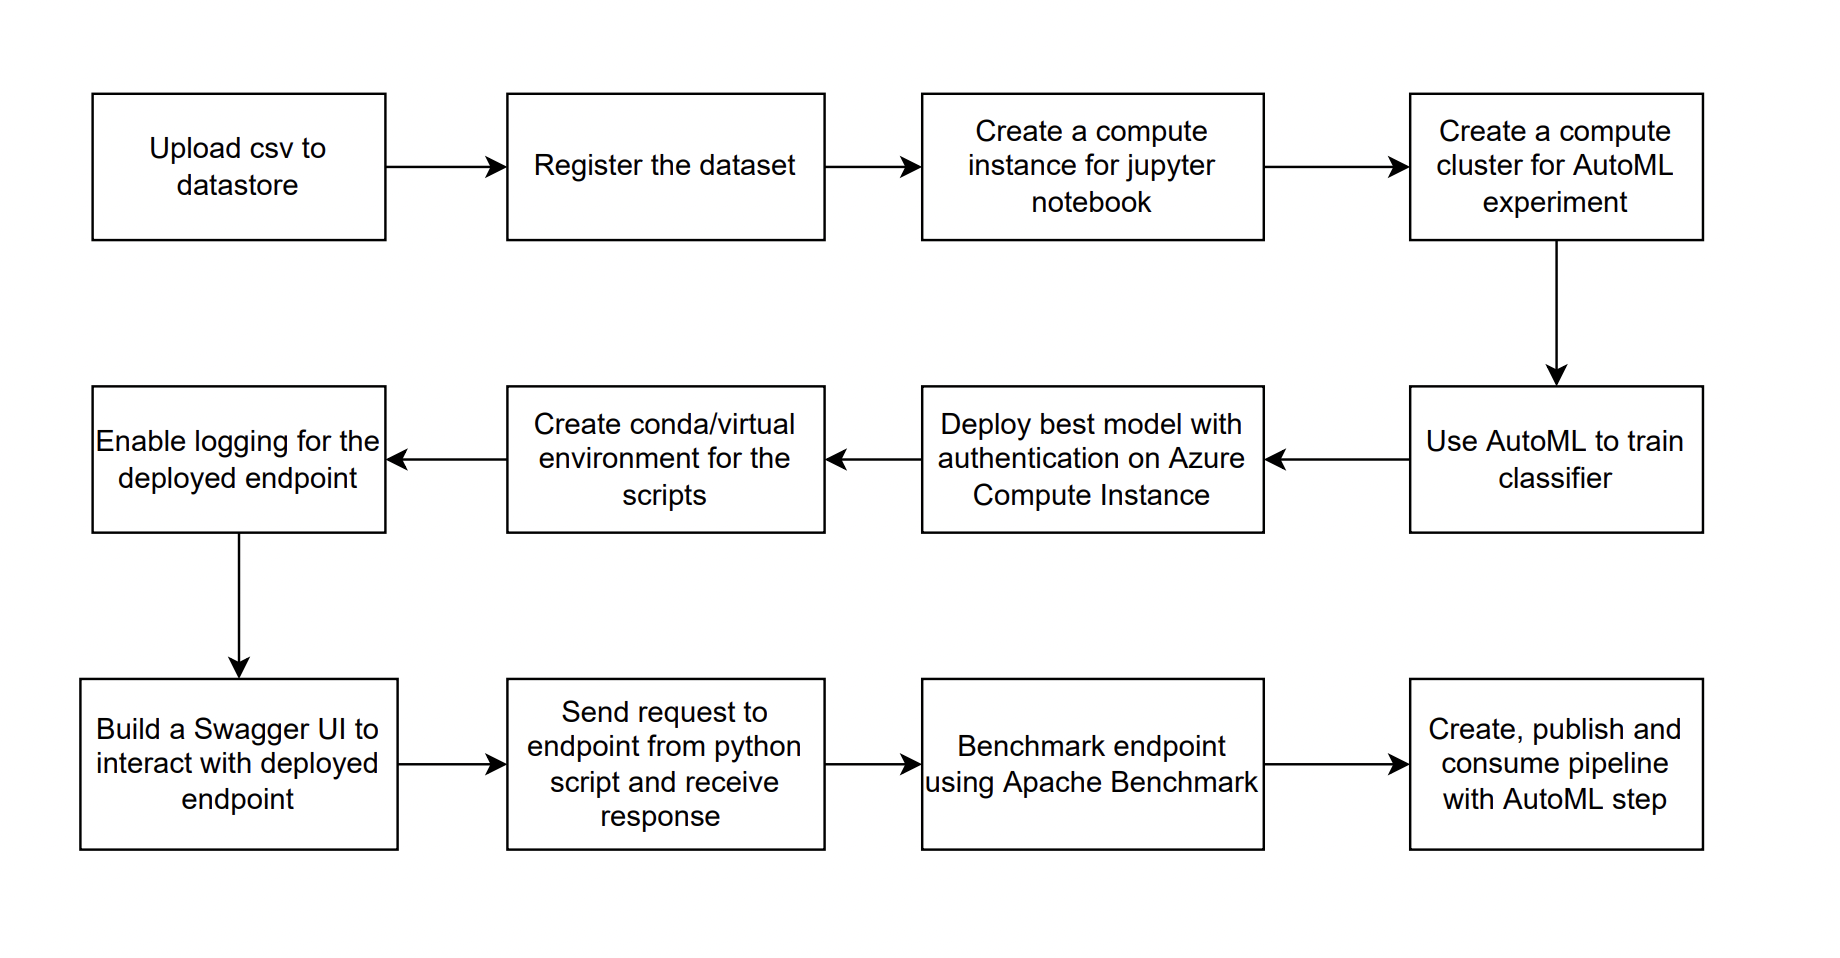 Upload csv to
datastore
Register the dataset
Create a compute
instance for jupyter
notebook
Create a compute
cluster for AutoML
experiment
Use AutoML to train
classifier
Deploy best model with
authentication on Azure
Compute Instance
Create conda/virtual
environment for the
scripts
Enable logging for the
deployed endpoint
Build a Swagger UI to
interact with deployed
endpoint
Send request to
endpoint from python
script and receive
response
Benchmark endpoint
using Apache Benchmark
Create, publish and
consume pipeline
with AutoML step